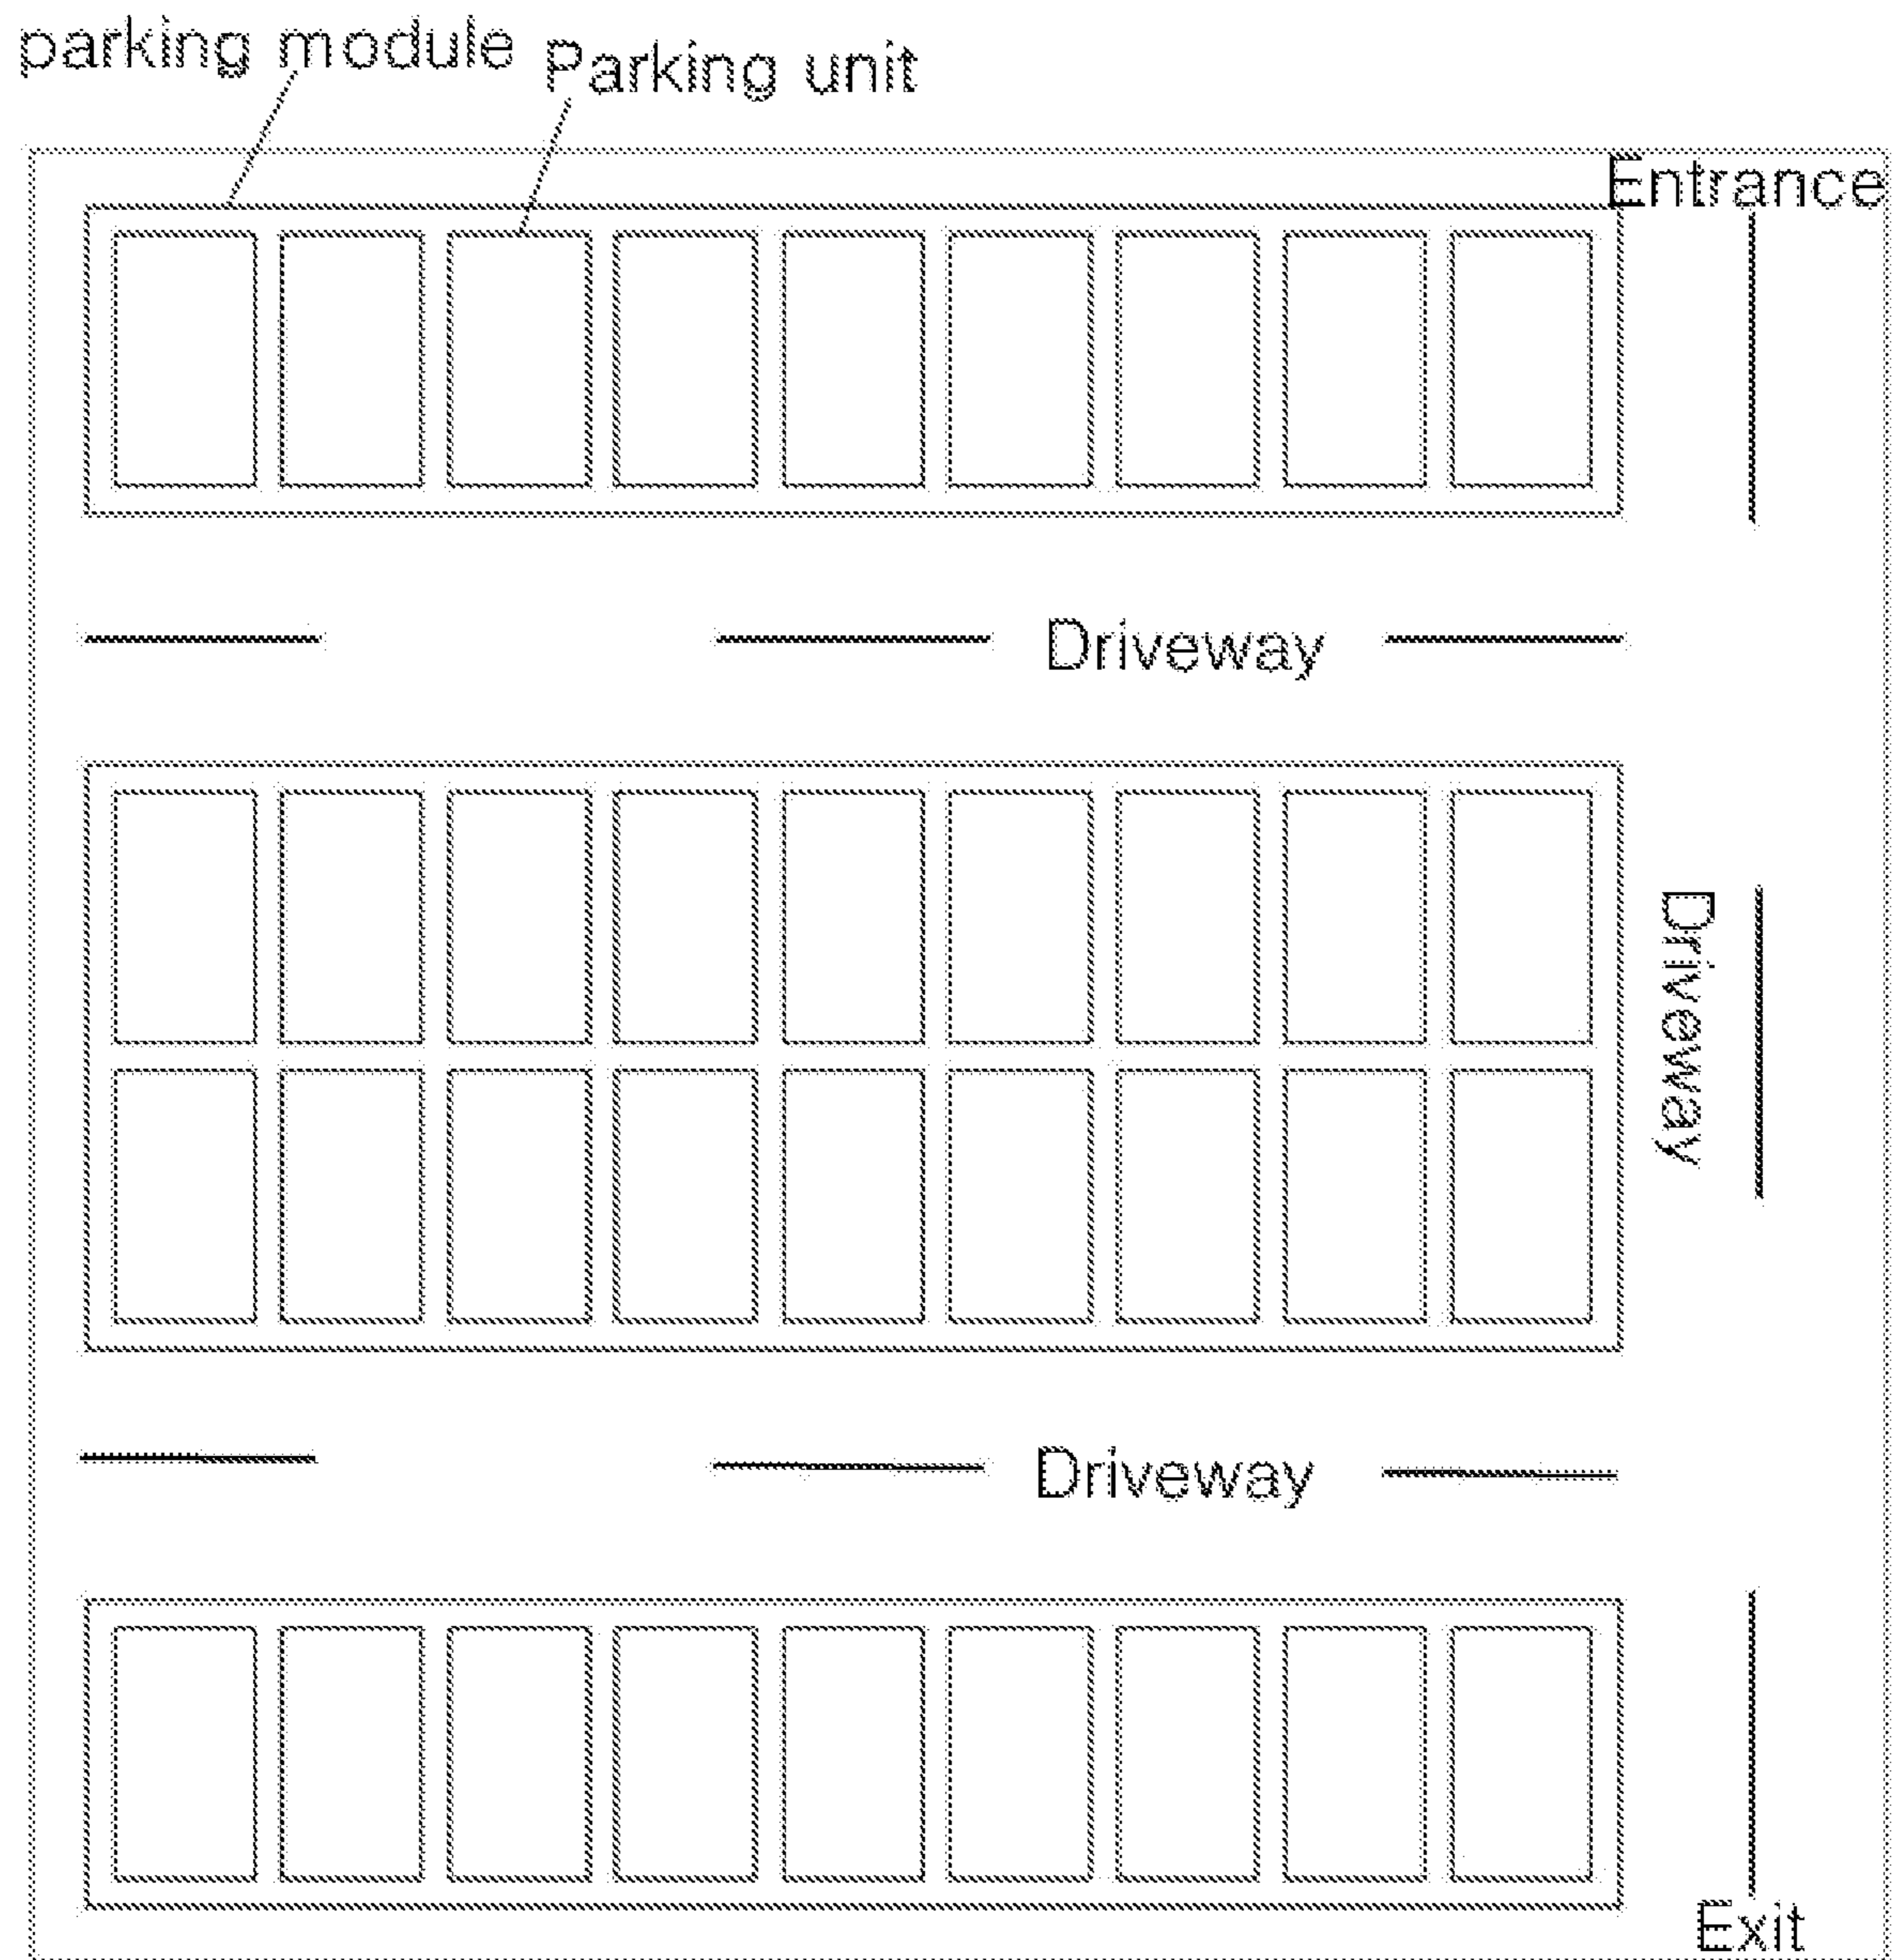 parking module
Parking unit
Entrance
Driveway
Driveway
Driveway
Exit